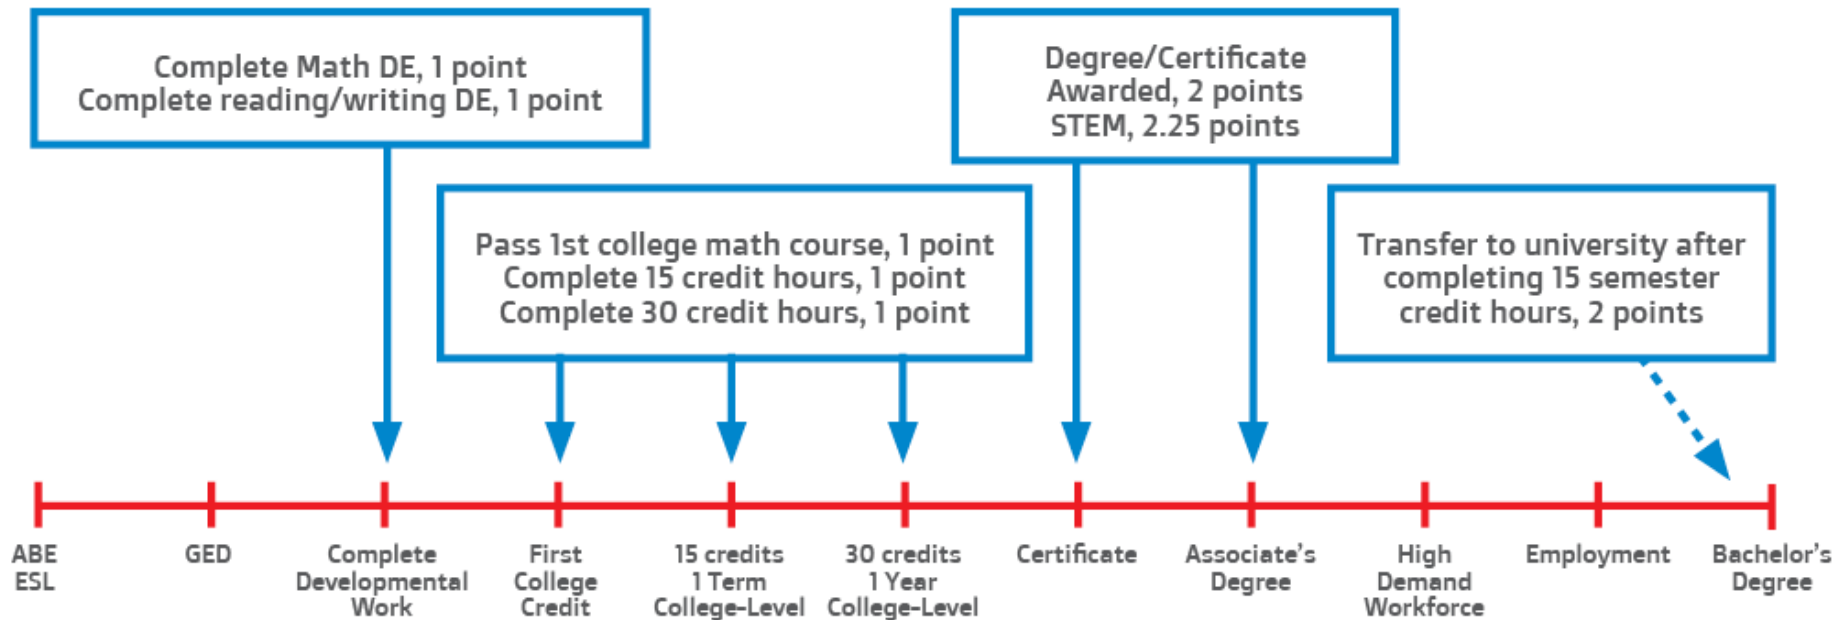 Complete Math DE, 1 point
Complete reading/writing DE, 1 point
Degree/Certificate
Awarded, 2 points
STEM, 2.25 points
Pass 1st college math course, 1 point
Complete 15 credit hours, 1 point
Complete 30 credit hours, 1 point
Transfer to university after
completing 15 semester
credit hours, 2 points
ABE
ESL
GED
Complete
Developmental
Work
First
College
Credit
15 credits
1 Term
College-Level
30 credits
1 Year
College-Level
Certificate
Associate's
Degree
High
Demand
Workforce
Employment
Bachelor's
Degree